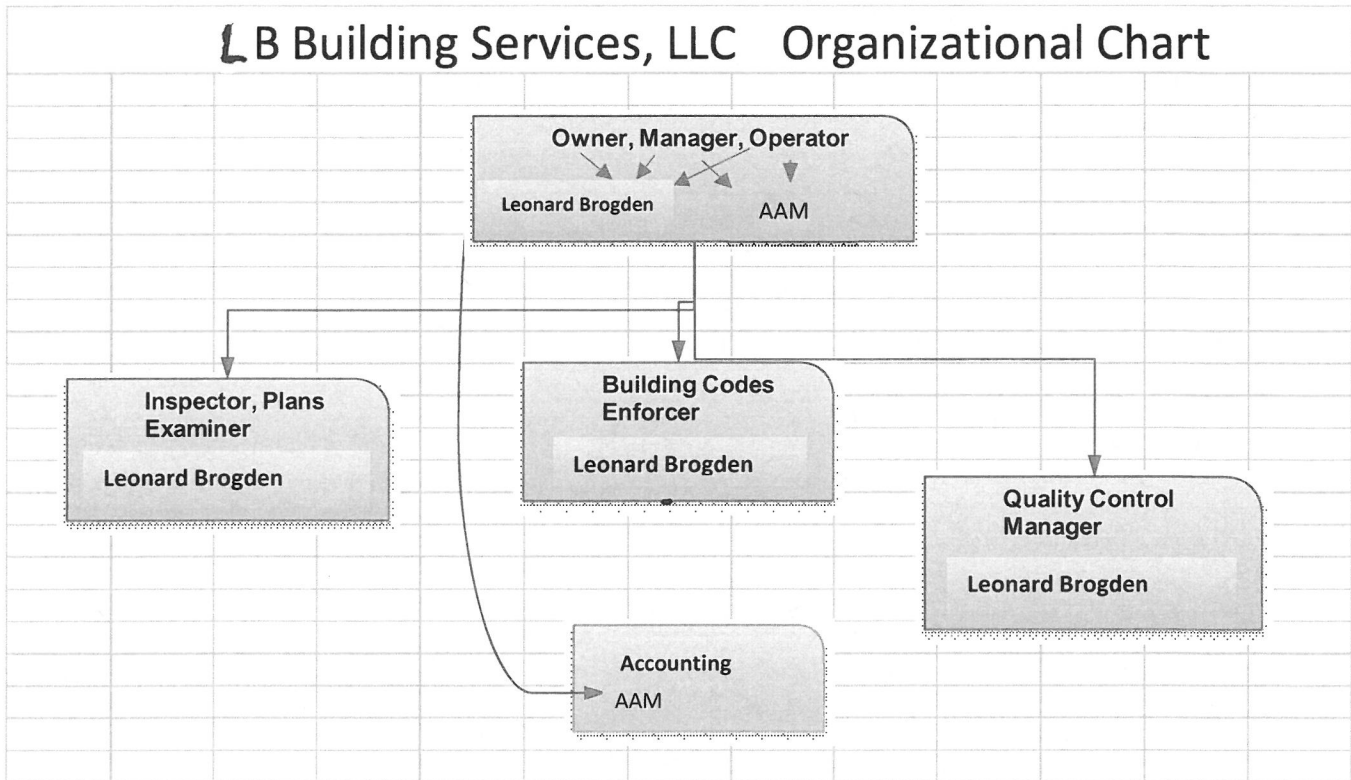 L B Building Services, LLC Organizational Chart
Owner, Manager, Operator
Leonard Brogden
AAM
Inspector, Plans
Examiner
Leonard Brogden
Building Codes
Enforcer
Leonard Brogden
Quality Control
Manager
Leonard Brogden
Accounting
AAM